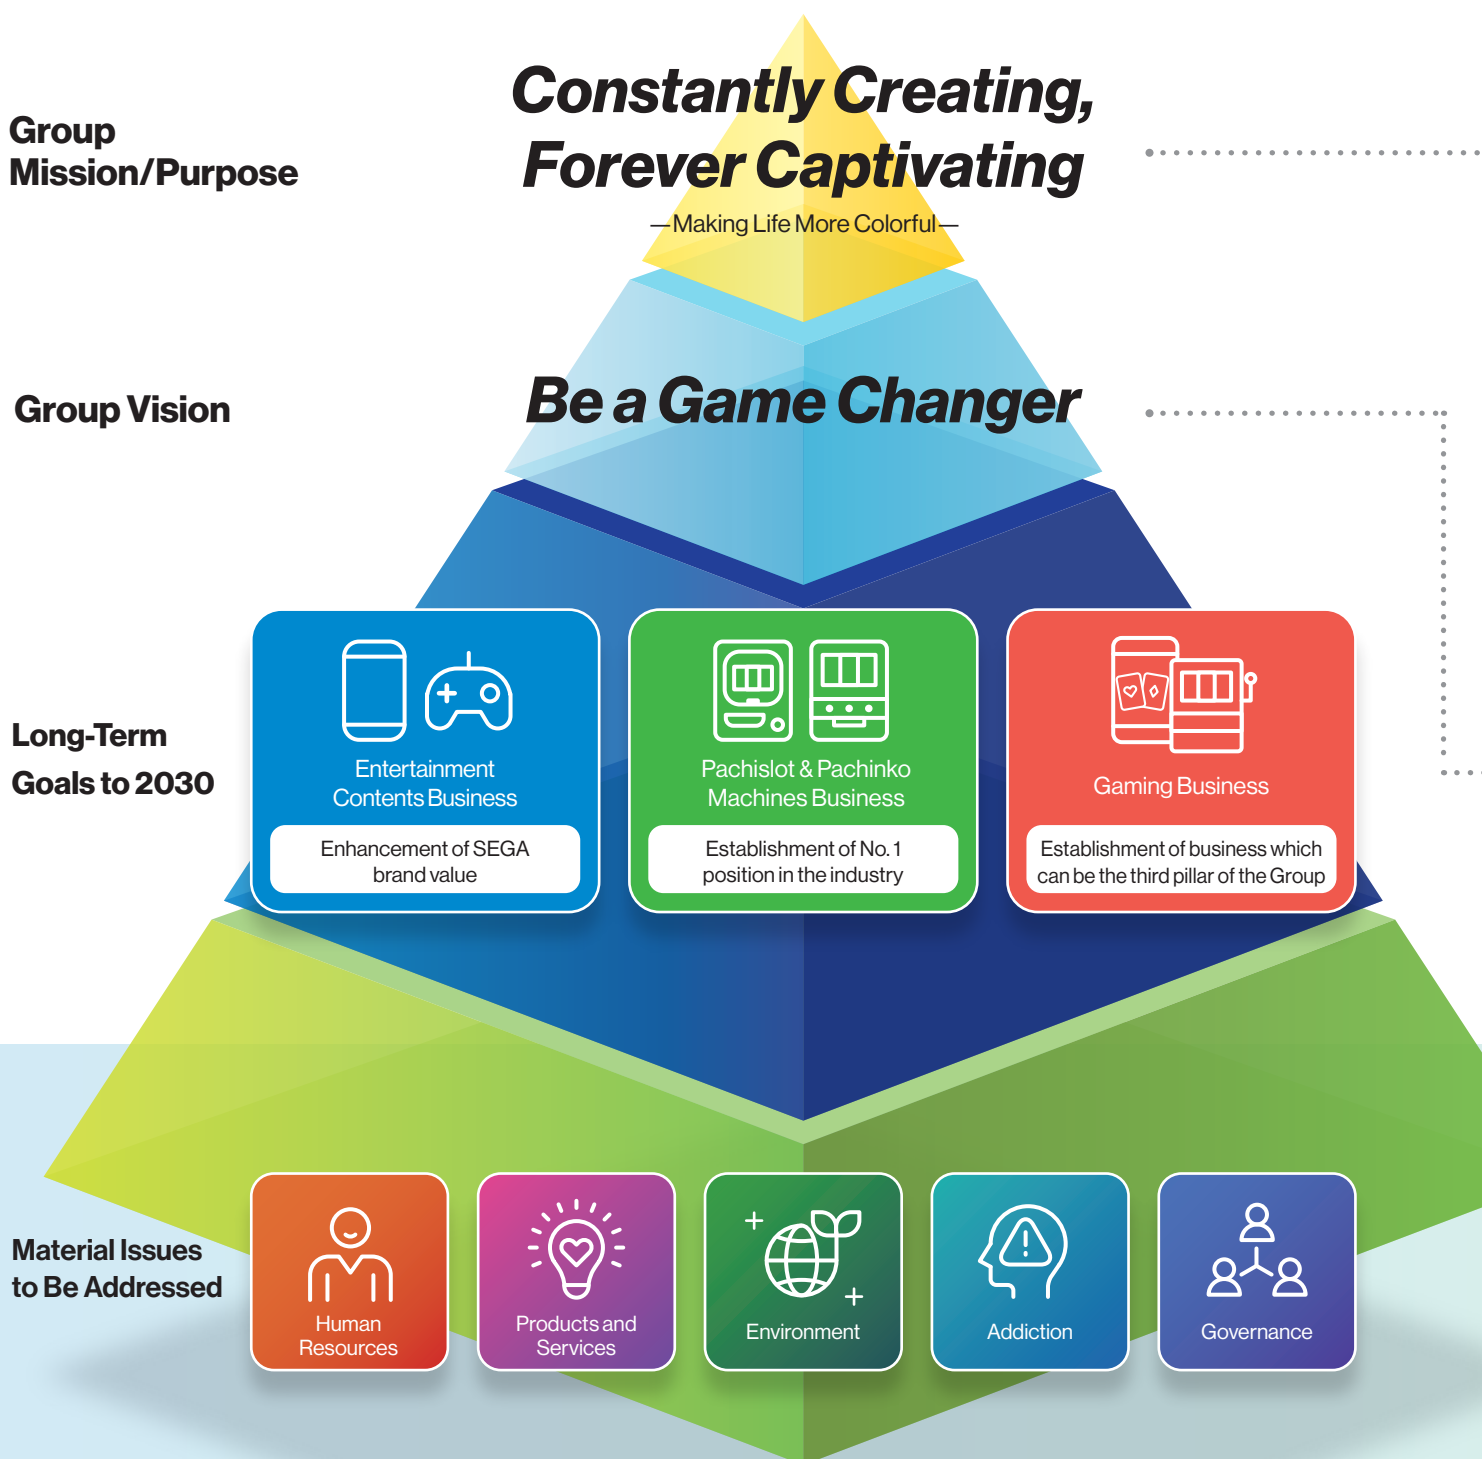 Group
Mission/Purpose
Constantly Creating,
Forever Captivating
—Making Life More Colorful—
Group Vision
Be a Game Changer
Long-Term
Goals to 2030
Entertainment
Contents Business
Enhancement of SEGA
brand value
Pachislot & Pachinko
Machines Business
Establishment of No. 1
position in the industry
Gaming Business
Establishment of business which
can be the third pillar of the Group
Material Issues
to Be Addressed
Human
Resources
Products and
Services
Environment
Addiction
Governance